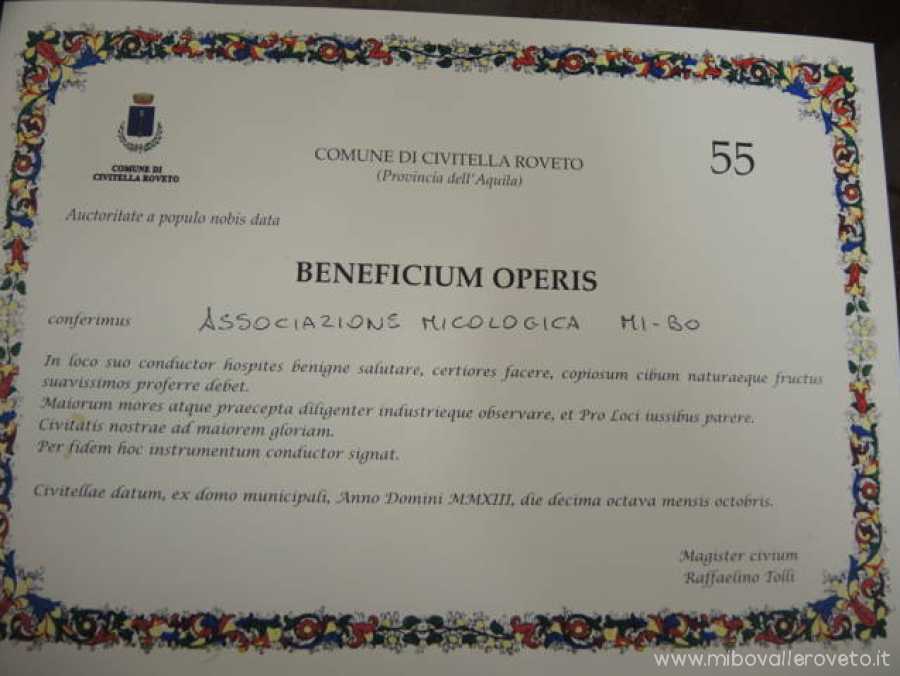 COMUNE DI
CIVITELLA ROVETO
COMUNE DI CIVITELLA ROVETO
(Provincia dell'Aquila)
55
Auctoritate a populo nobis data
BENEFICIUM OPERIS
conferimus ASSOCIAZIONE MICOLOGICA MI-BO
In loco suo conductor hospites benigne salutare, certiores facere, copiosum cibum naturaeque fructus
suavissimos proferre debet.
Maiorum mores atque praecepta diligenter industrieque observare, et Pro Loci iussibus parere.
Civitatis nostrae ad maiorem gloriam.
Per fidem hoc instrumentum conductor signat.
Civitellae datum, ex domo municipali, Anno Domini MMXIII, die decima octava mensis octobris.
Magister civium
Raffaelino Tolli
www.mibovalleroveto.it